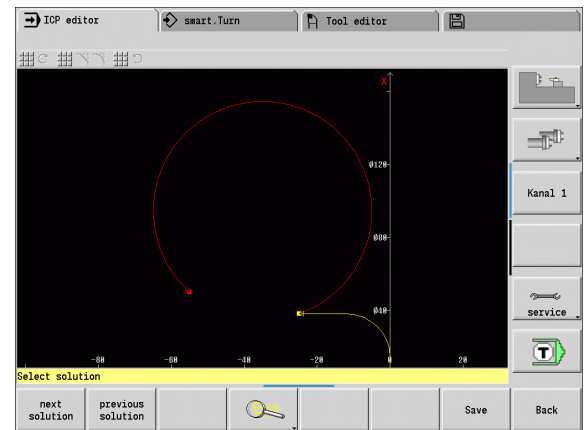 ICP editor
smart.Turn
Tool editor
X
Ø120
Kanal 1
Ø80
Ø40
service
-80
-60
-40
-20
0
20
T
Select solution
next solution
previous solution
Save
Back